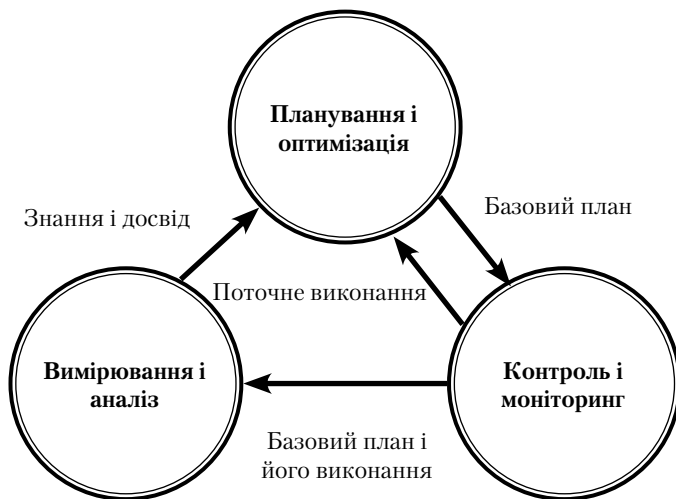 Планування і
оптимізація
Знання і досвід
Базовий план
Поточне виконання
Вимірювання і
аналіз
Контроль і
моніторинг
Базовий план і
його виконання